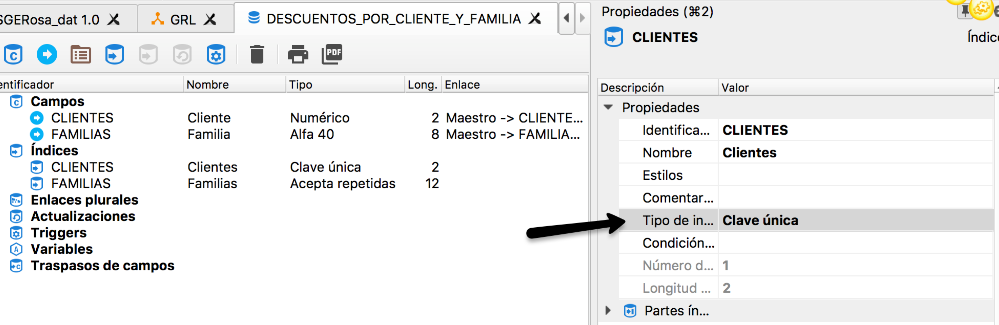 SGERosa_dat 1.0
GRL
DESCUENTOS_POR_CLIENTE_Y_FAMILIA
PDF
entificador Nombre Tipo Long. Enlace
Campos
CLIENTES Cliente Numérico 2 Maestro -> CLIENTE...
FAMILIAS Familia Alfa 40 8 Maestro -> FAMILIA...
Índices
CLIENTES Clientes Clave única 2
FAMILIAS Familias Acepta repetidas 12
Enlaces plurales
Actualizaciones
Triggers
Variables
Traspasos de campos
Propiedades (⌘2)
CLIENTES
Índice
Descripción Valor
Propiedades
Identifica... CLIENTES
Nombre Clientes
Estilos
Comentar...
Tipo de in... Clave única
Condición...
Número d... 1
Longitud ... 2
Partes ín...